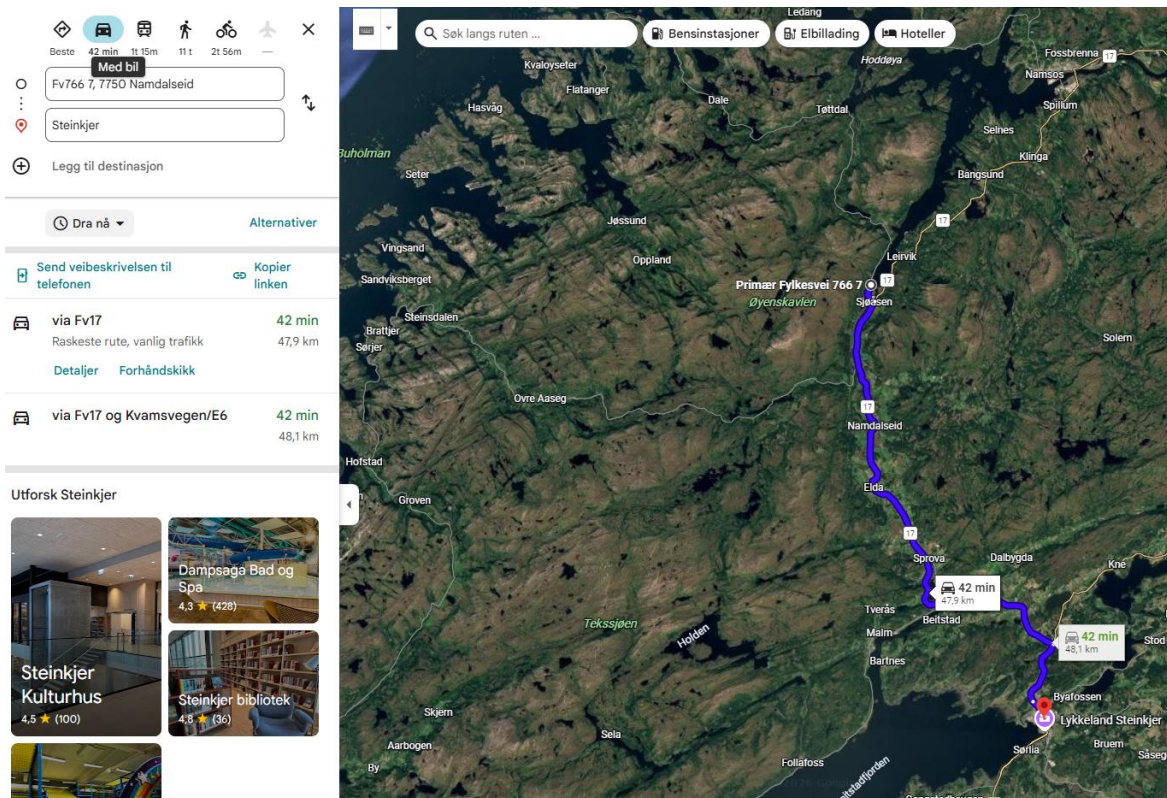 Beste
42 min
1t 15m
11 t
2t 56m
—
Med bil
Fv766 7, 7750 Namdalseid
Steinkjer
Legg til destinasjon
Dra nå
Alternativer
Send veibeskrivelsen til
telefonen
Kopier
linken
via Fv17
42 min
Raskeste rute, vanlig trafikk
47,9 km
Detaljer
Forhåndskikk
via Fv17 og Kvamsvegen/E6
42 min
48,1 km
Utforsk Steinkjer
Steinkjer
Kulturhus
4,5 ★ (100)
Dampsaga Bad og
Spa
4,3 ★ (428)
Steinkjer bibliotek
4,8 ★ (36)
Søk langs ruten ...
Bensinstasjoner
Elbillading
Hoteller
Ledang
Hoddøya
Fossbrenna
17
Kvaløyseter
Namsos
Flatanger
Dale
Hasvåg
Tøttdal
Spillum
Selnes
Buholman
Klinga
Seter
Bangsund
Jøssund
17
Vingsand
Oppland
Leirvik
Sandviksberget
Primær Fylkesvei 766 7
17
Øyenskavlen
Sjøåsen
Steinsdalen
Brattjer
Sørjer
Solem
Ovre Aaseg
17
Namdalseid
Hofstad
Elda
Groven
17
Sprova
Dalbygda
Kne
42 min
47,9 km
Tverås
Beitstad
Tekssjøen
Holden
Malm
42 min
48,1 km
Stod
Bartnes
Byafossen
Skjern
Lykkeland Steinkjer
Sela
Aarbogen
Sørlia
Bruem
Såseg
By
Follafoss
eitstadfjorden